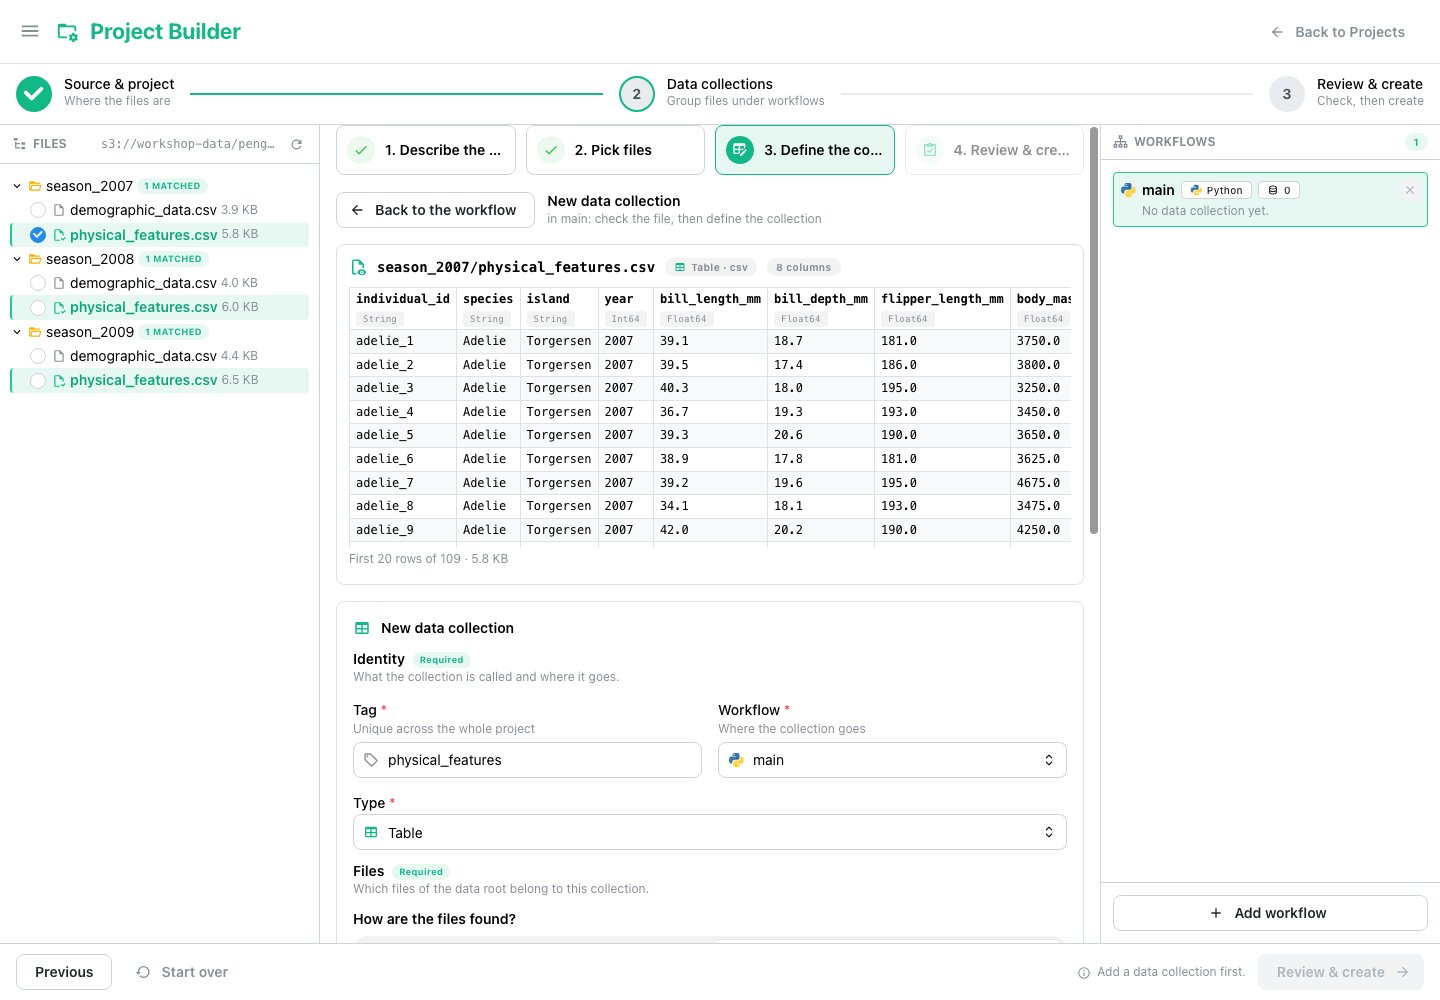 Project Builder
Back to Projects
Source & project
Where the files are
2
Data collections
Group files under workflows
3
Review & create
Check, then create
FILES
s3://workshop-data/peng…
season_2007 1 MATCHED
demographic_data.csv 3.9 KB
physical_features.csv 5.8 KB
season_2008 1 MATCHED
demographic_data.csv 4.0 KB
physical_features.csv 6.0 KB
season_2009 1 MATCHED
demographic_data.csv 4.4 KB
physical_features.csv 6.5 KB
1. Describe the ...
2. Pick files
3. Define the co...
4. Review & cre...
Back to the workflow
New data collection
in main: check the file, then define the collection
season_2007/physical_features.csv Table · csv 8 columns
individual_id species island year bill_length_mm bill_depth_mm flipper_length_mm body_mas
String String String Int64 Float64 Float64 Float64 Float64
adelie_1 Adelie Torgersen 2007 39.1 18.7 181.0 3750.0
adelie_2 Adelie Torgersen 2007 39.5 17.4 186.0 3800.0
adelie_3 Adelie Torgersen 2007 40.3 18.0 195.0 3250.0
adelie_4 Adelie Torgersen 2007 36.7 19.3 193.0 3450.0
adelie_5 Adelie Torgersen 2007 39.3 20.6 190.0 3650.0
adelie_6 Adelie Torgersen 2007 38.9 17.8 181.0 3625.0
adelie_7 Adelie Torgersen 2007 39.2 19.6 195.0 4675.0
adelie_8 Adelie Torgersen 2007 34.1 18.1 193.0 3475.0
adelie_9 Adelie Torgersen 2007 42.0 20.2 190.0 4250.0
First 20 rows of 109 · 5.8 KB
New data collection
Identity Required
What the collection is called and where it goes.
Tag *
Unique across the whole project
physical_features
Workflow *
Where the collection goes
main
Type *
Table
Files Required
Which files of the data root belong to this collection.
How are the files found?
WORKFLOWS 1
main Python 0
No data collection yet.
Add workflow
Previous
Start over
Add a data collection first.
Review & create